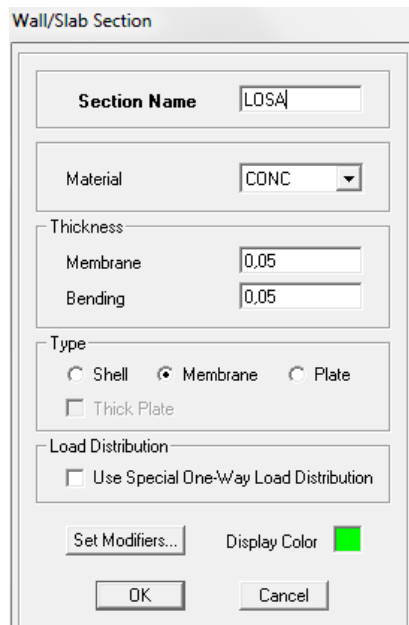 Wall/Slab Section
Section Name LOSA
Material CONC
Thickness
Membrane 0,05
Bending 0,05
Type
Shell Membrane Plate
Thick Plate
Load Distribution
Use Special One-Way Load Distribution
Set Modifiers... Display Color
OK Cancel